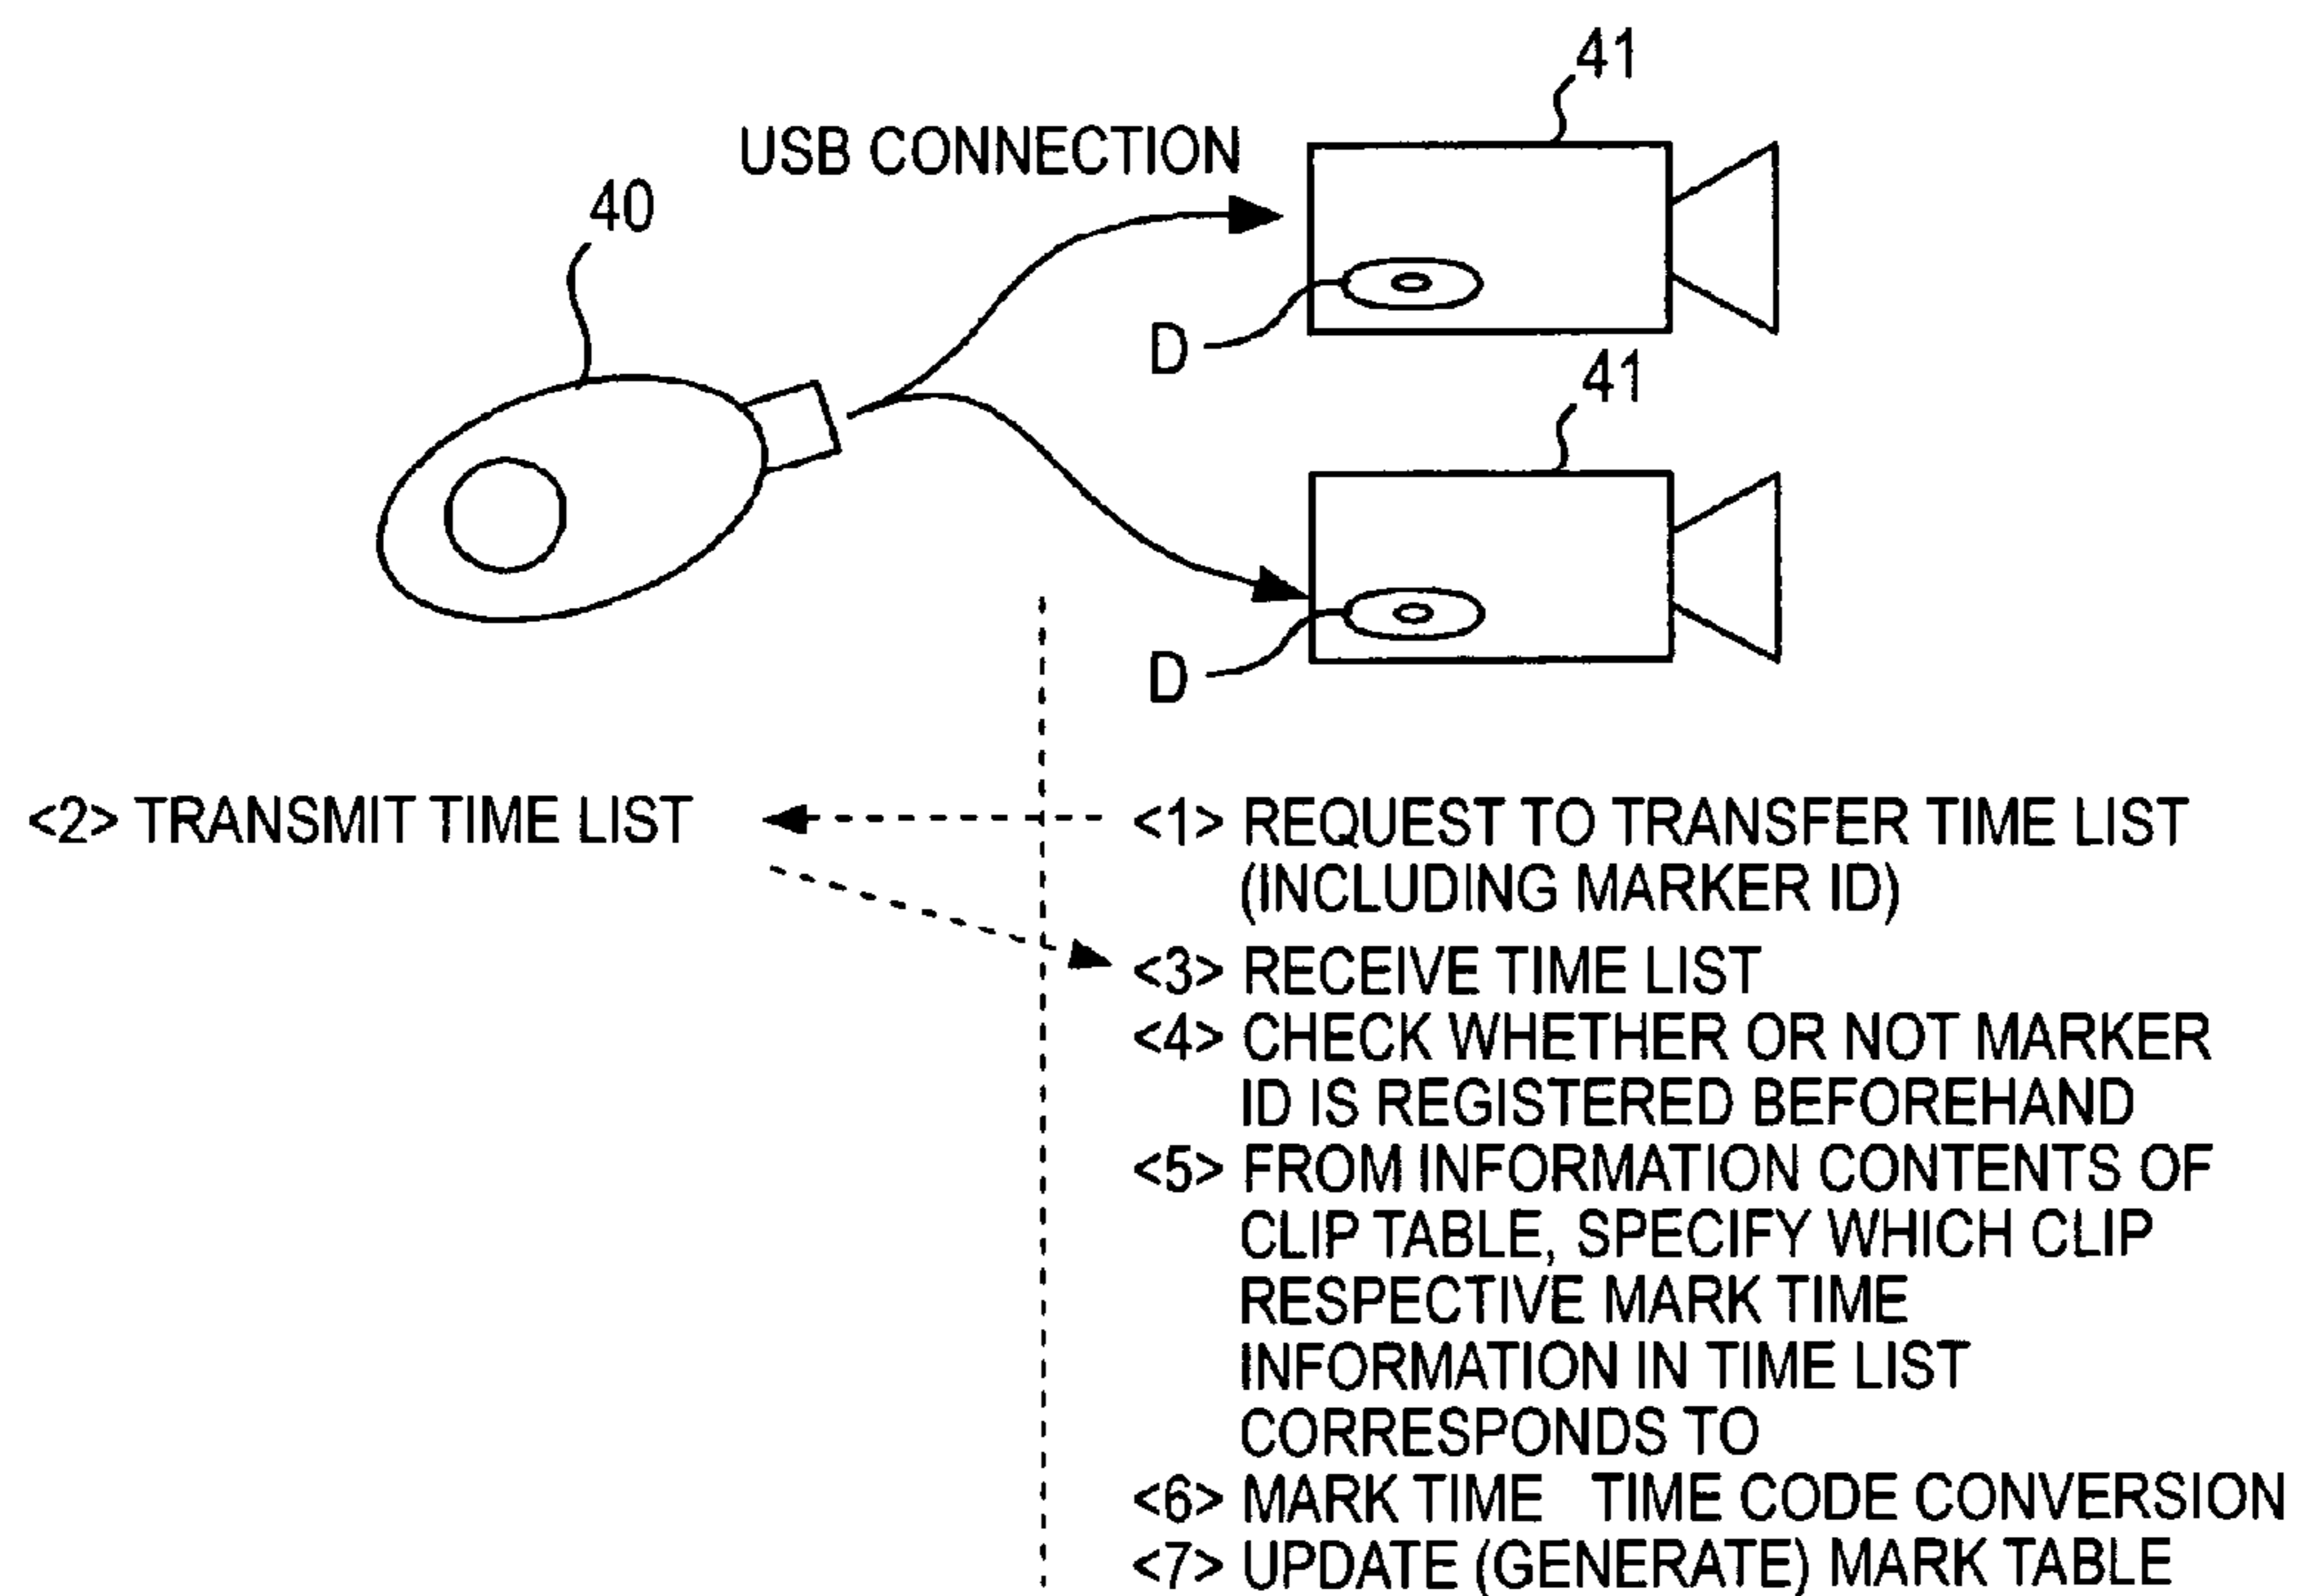 41
USB CONNECTION
40
D
41
D
<2> TRANSMIT TIME LIST
<1> REQUEST TO TRANSFER TIME LIST
(INCLUDING MARKER ID)
<3> RECEIVE TIME LIST
<4> CHECK WHETHER OR NOT MARKER
ID IS REGISTERED BEFOREHAND
<5> FROM INFORMATION CONTENTS OF
CLIP TABLE, SPECIFY WHICH CLIP
RESPECTIVE MARK TIME
INFORMATION IN TIME LIST
CORRESPONDS TO
<6> MARK TIME TIME CODE CONVERSION
<7> UPDATE (GENERATE) MARK TABLE